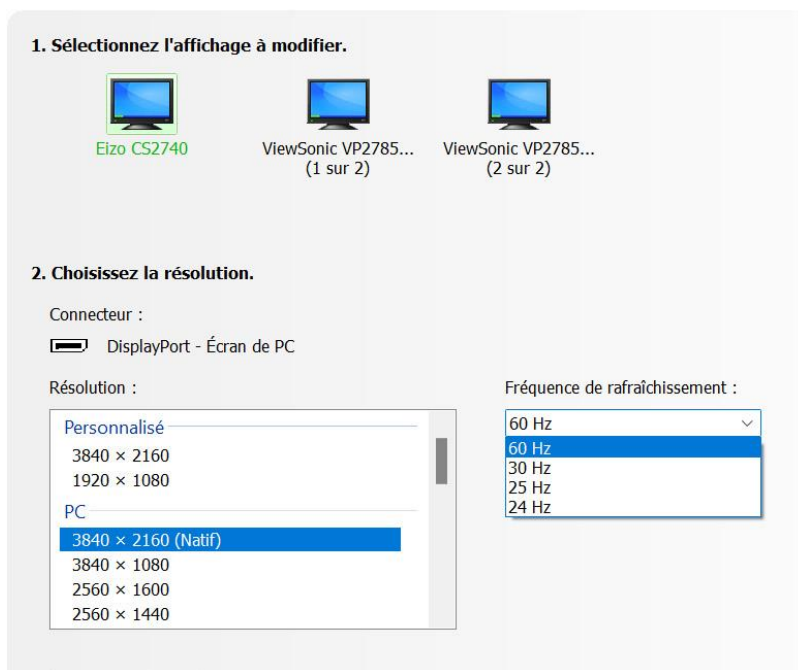 1. Sélectionnez l'affichage à modifier.
Eizo CS2740
ViewSonic VP2785...
(1 sur 2)
ViewSonic VP2785...
(2 sur 2)
2. Choisissez la résolution.
Connecteur :
DisplayPort - Écran de PC
Résolution :
Personnalisé
3840 × 2160
1920 × 1080
PC
3840 × 2160 (Natif)
3840 × 1080
2560 × 1600
2560 × 1440
Fréquence de rafraîchissement :
60 Hz
60 Hz
30 Hz
25 Hz
24 Hz